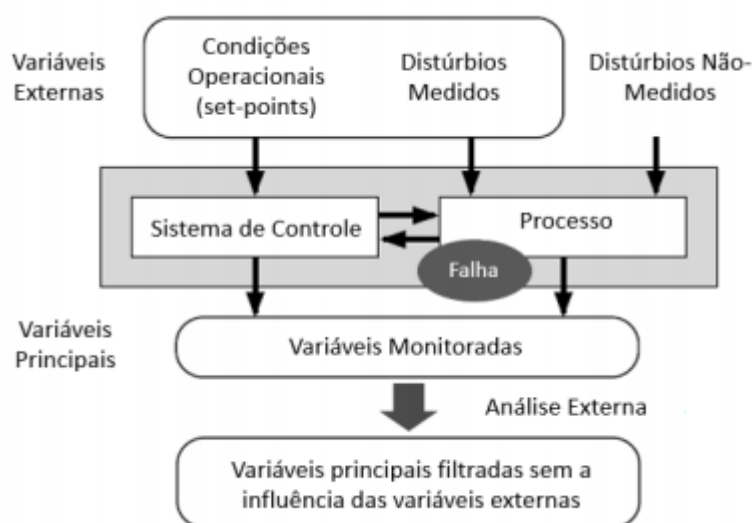 Variáveis
Externas
Condições
Operacionais
(set-points)
Distúrbios
Medidos
Distúrbios Não-
Medidos
Sistema de Controle
Processo
Falha
Variáveis
Principais
Variáveis Monitoradas
Análise Externa
Variáveis principais filtradas sem a
influência das variáveis externas